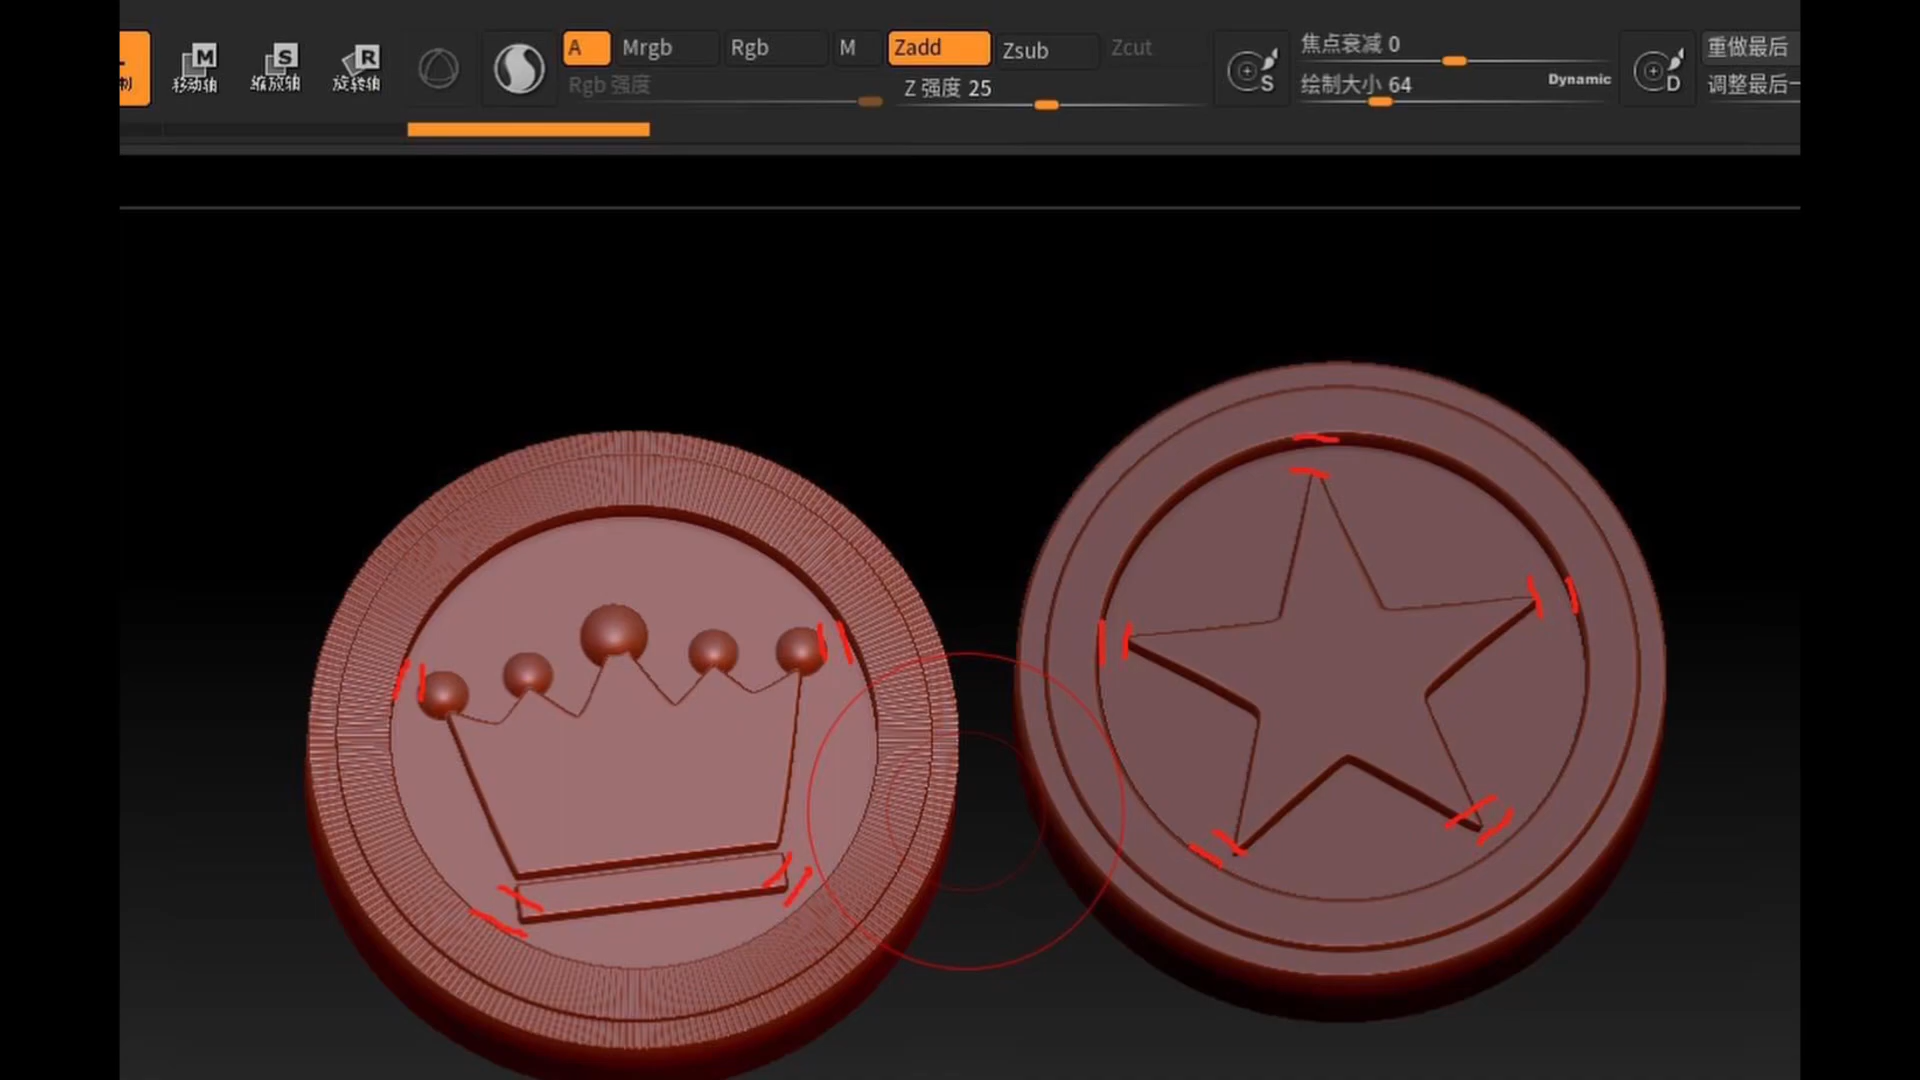 制
M
移动轴
S
缩放轴
R
旋转轴
A
Mrgb
Rgb
M
Zadd
Zsub
Zcut
Rgb 强度
Z 强度 25
S
焦点衰减 0
绘制大小 64
Dynamic
D
重做最后
调整最后一